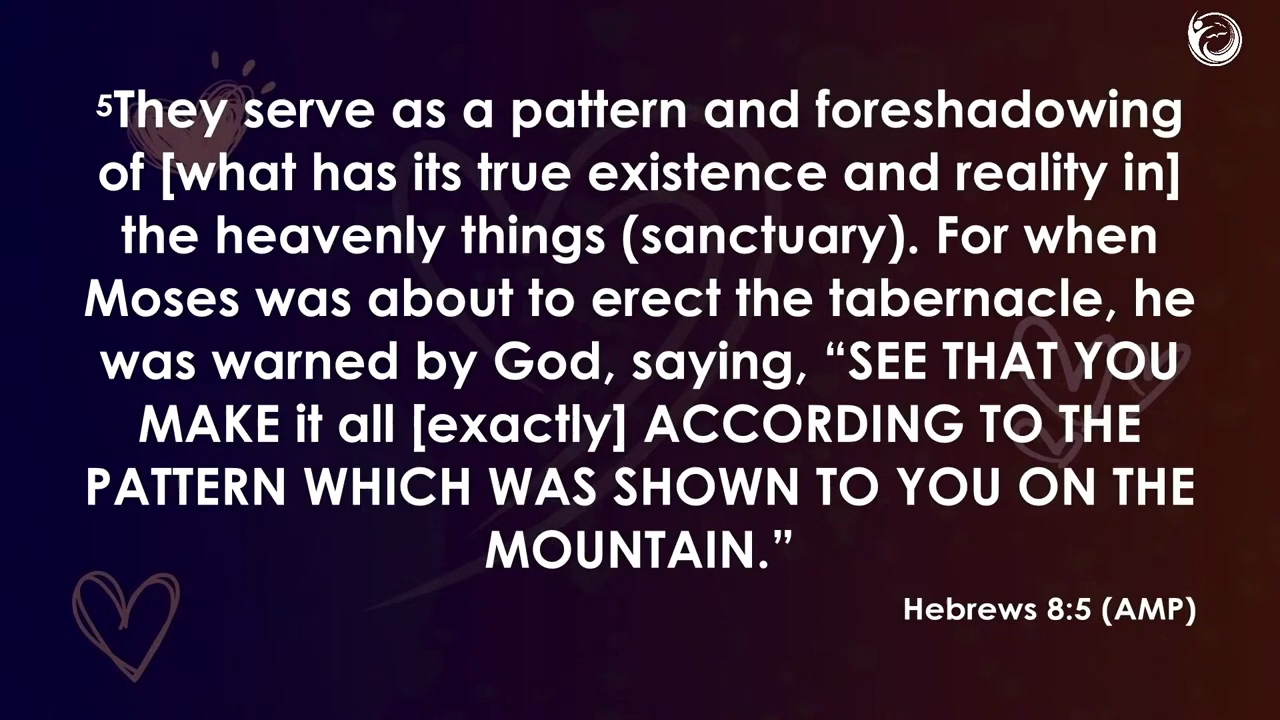 5They serve as a pattern and foreshadowing
of [what has its true existence and reality in]
the heavenly things (sanctuary). For when
Moses was about to erect the tabernacle, he
was warned by God, saying, “SEE THAT YOU
MAKE it all [exactly] ACCORDING TO THE
PATTERN WHICH WAS SHOWN TO YOU ON THE
MOUNTAIN.”
Hebrews 8:5 (AMP)